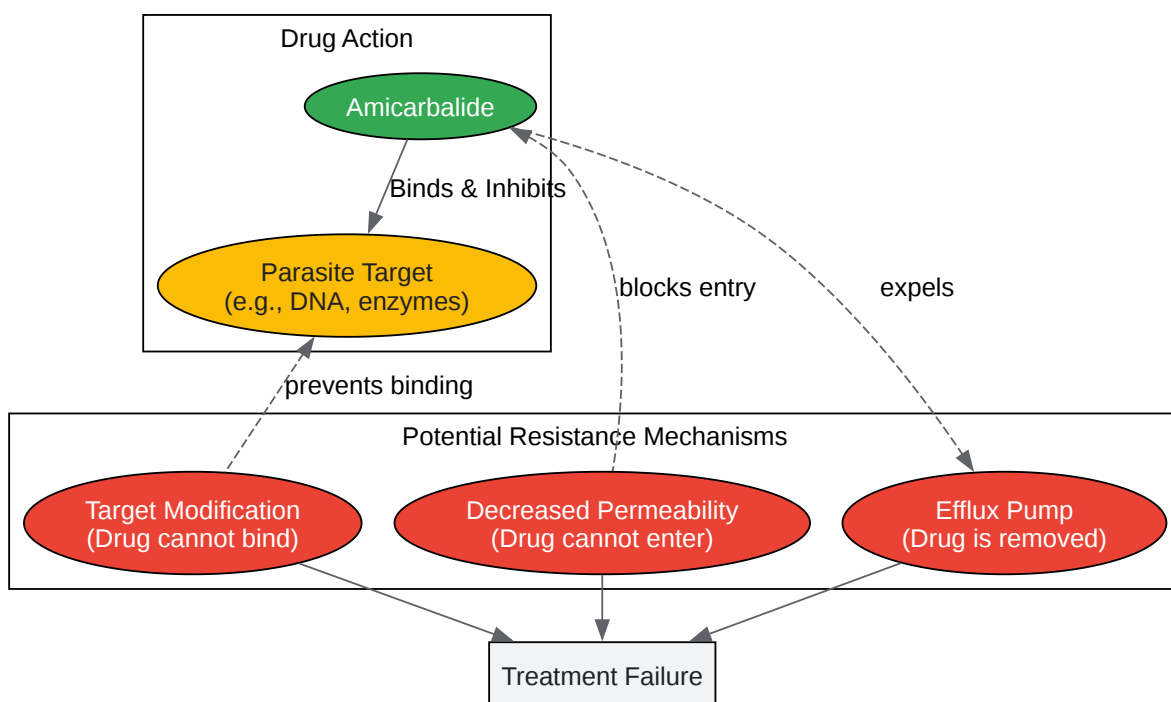 Drug Action
Amicarbalide
Binds & Inhibits
Parasite Target
(e.g., DNA, enzymes)
blocks entry
expels
prevents binding
Potential Resistance Mechanisms
Target Modification
(Drug cannot bind)
Decreased Permeability
(Drug cannot enter)
Efflux Pump
(Drug is removed)
Treatment Failure